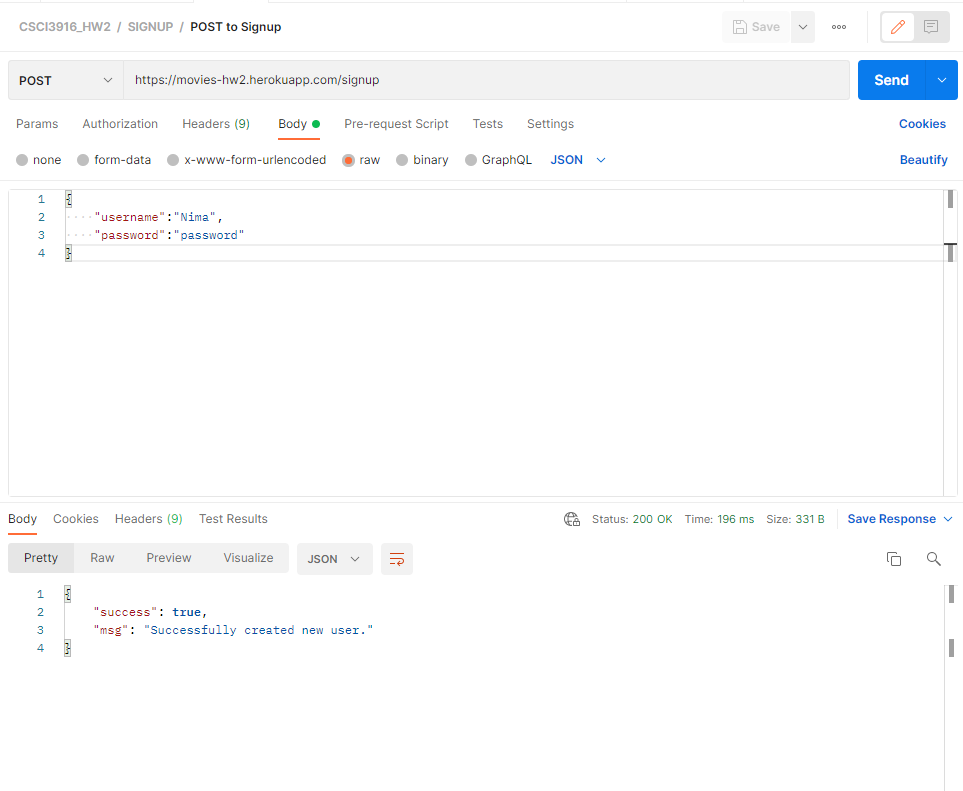 CSCI3916_HW2 / SIGNUP / POST to Signup Save ooo
POST https://movies-hw2.herokuapp.com/signup Send
Params Authorization Headers (9) Body Pre-request Script Tests Settings Cookies
none form-data x-www-form-urlencoded raw binary GraphQL JSON Beautify
1 {
2 ····"username":"Nima",
3 ····"password":"password"
4 }
Body Cookies Headers (9) Test Results Status: 200 OK Time: 196 ms Size: 331 B Save Response
Pretty Raw Preview Visualize JSON
1 {
2 "success": true,
3 "msg": "Successfully created new user."
4 }